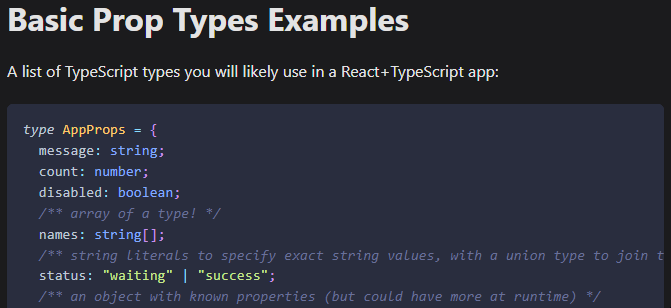 Basic Prop Types Examples
A list of TypeScript types you will likely use in a React+TypeScript app:
type AppProps = {
  message: string;
  count: number;
  disabled: boolean;
  /** array of a type! */
  names: string[];
  /** string literals to specify exact string values, with a union type to join t
  status: "waiting" | "success";
  /** an object with known properties (but could have more at runtime) */